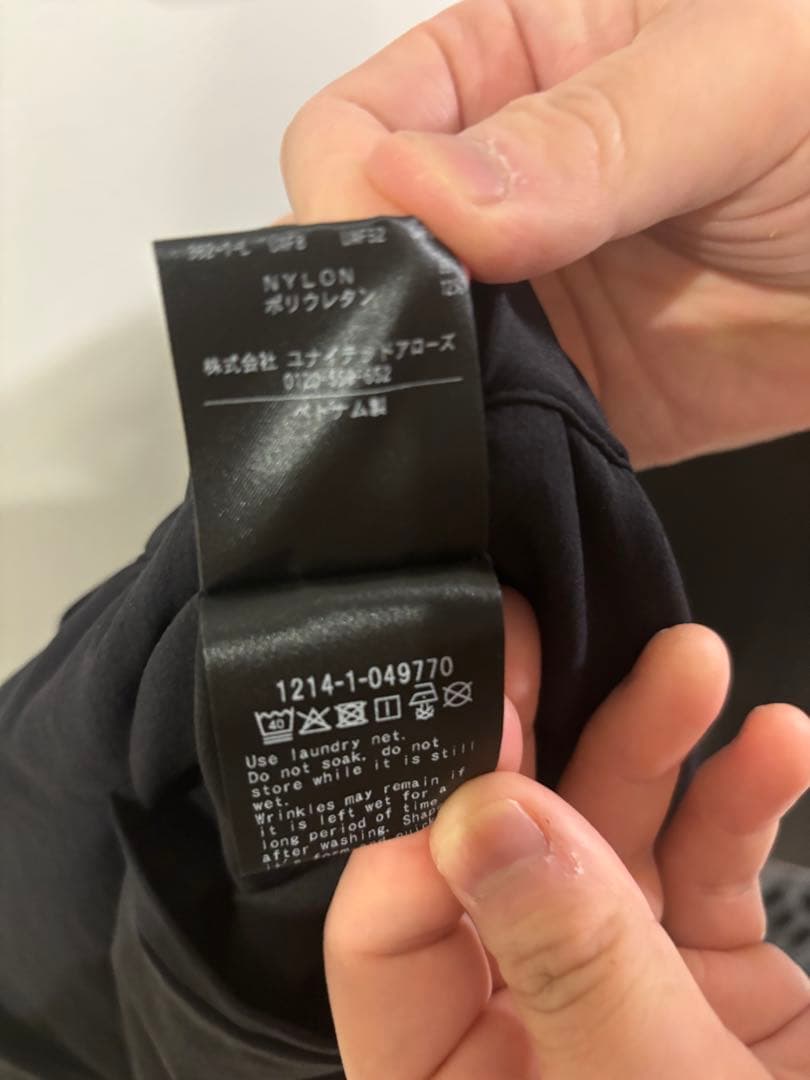 NYLON
ポリウレタン
株式会社 ユナイテッドアローズ
ベトナム製
1214-1-049770
40
Use laundry net.
Do not soak, do not
store while it is still
wet.
Wrinkles may remain if
it is left wet for a
long period of time
after washing.